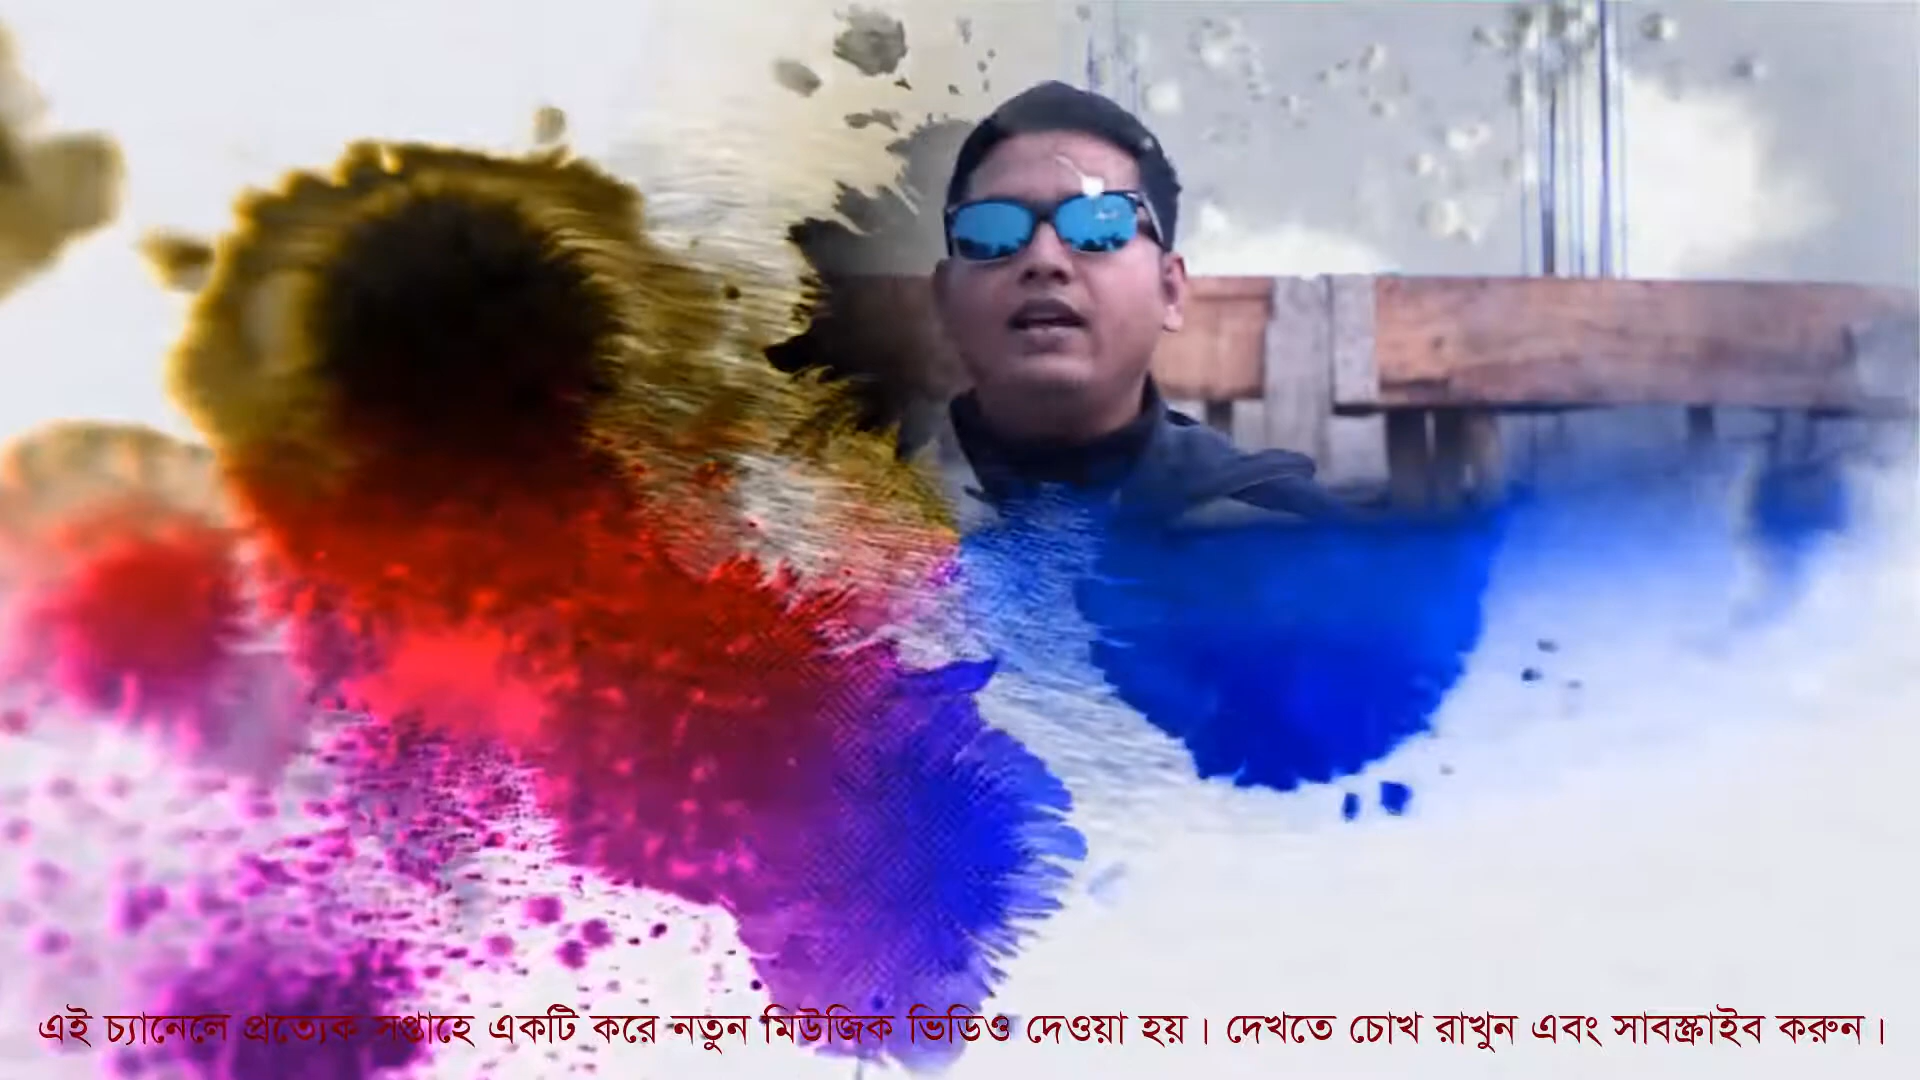 এই চ্যানেলে প্রত্যেক সপ্তাহে একটি করে নতুন মিউজিক ভিডিও দেওয়া হয়। দেখতে চোখ রাখুন এবং সাবস্ক্রাইব করুন।